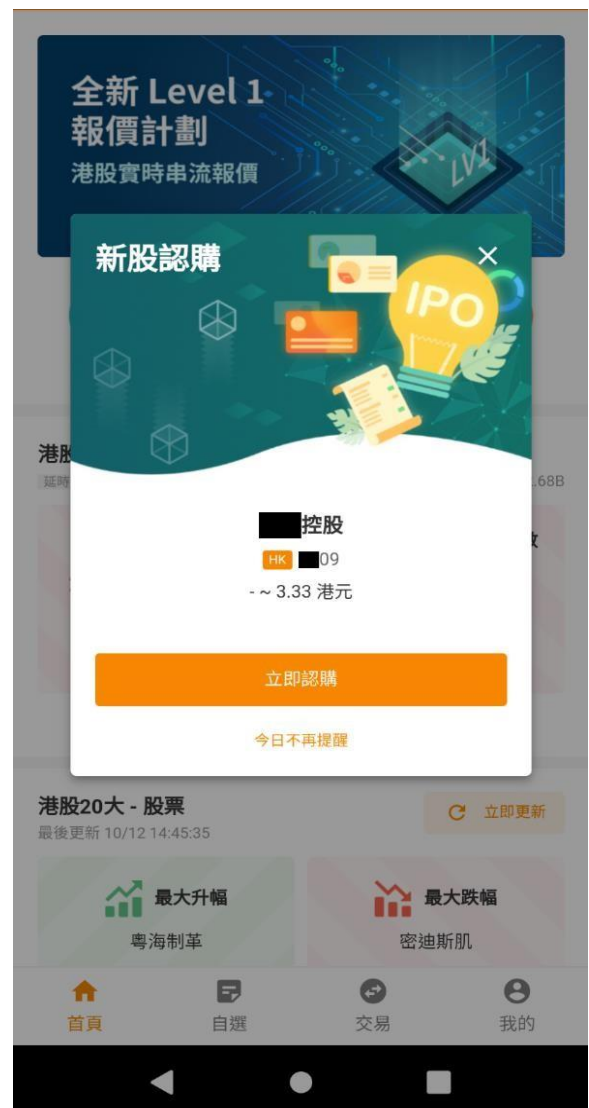 全新 Level 1
報價計劃
港股實時串流報價
LV1
新股認購
IPO
港股
延時
.68B
控股
HK 09
- ~ 3.33 港元
立即認購
今日不再提醒
港股20大 - 股票
最後更新 10/12 14:45:35
立即更新
最大升幅
最大跌幅
粵海制革
密迪斯肌
首頁
自選
交易
我的